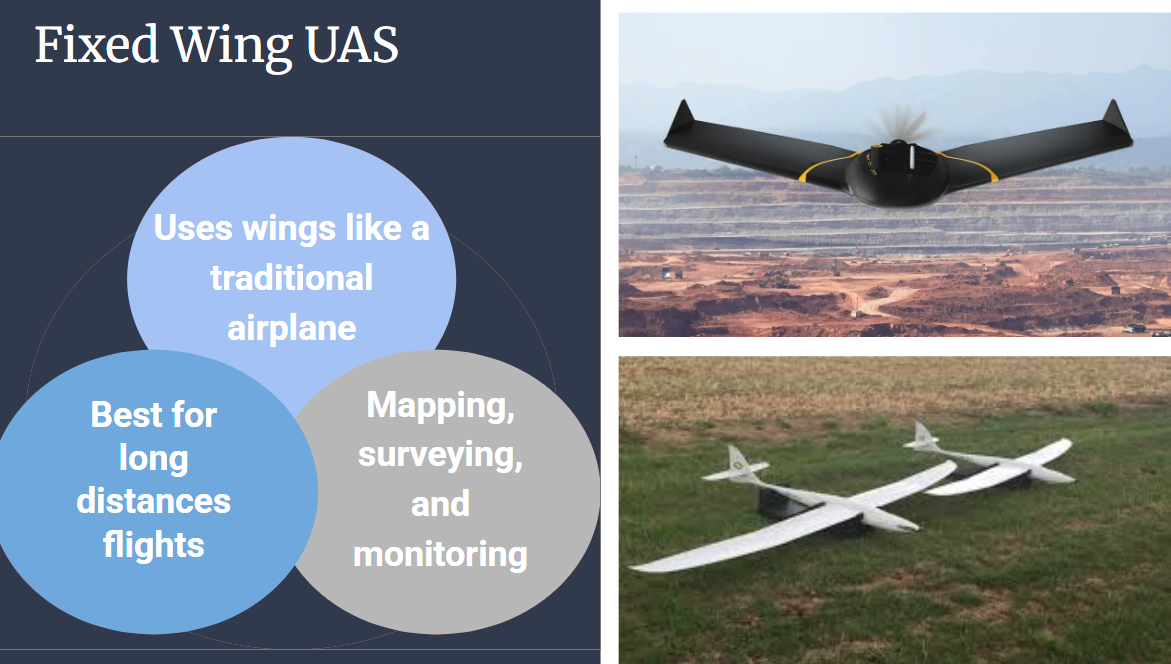 Fixed Wing UAS
Uses wings like a
traditional
airplane
Best for
long
distances
flights
Mapping,
surveying,
and
monitoring